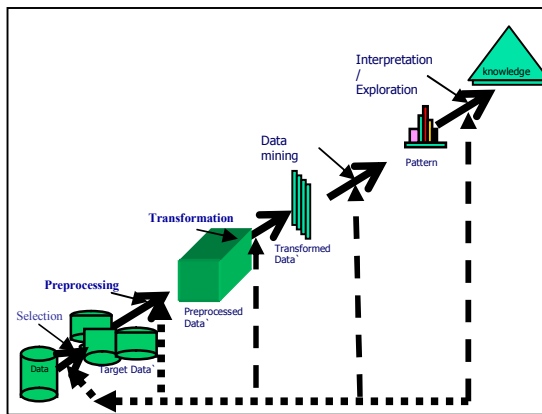 Interpretation
/
Exploration
knowledge
Data
mining
Pattern
Transformation
Transformed
Data`
Preprocessing
Preprocessed
Data`
Selection
Data
Target Data`